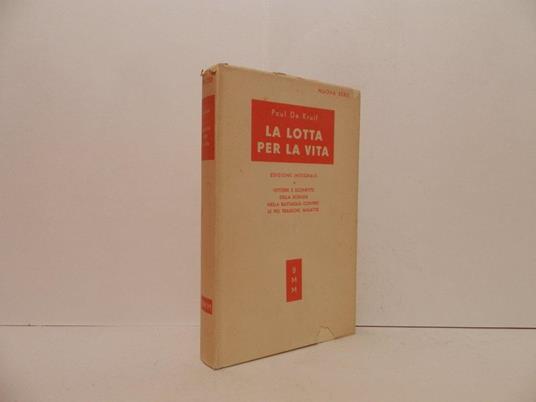 NUOVA SERIE
Paul De Kruif
LA LOTTA
PER LA VITA
EDIZIONE INTEGRALE
VITTORIE E SCONFITTE
DELLA SCIENZA
NELLA BATTAGLIA CONTRO
LE PIÙ TERRIBILI MALATTIE
B
M
M